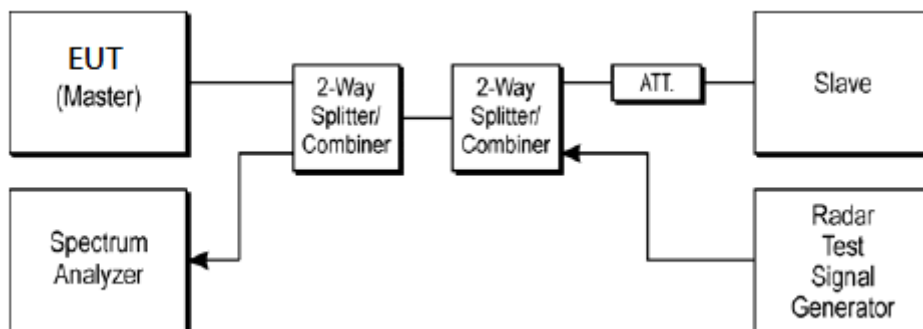 EUT
(Master)
2-Way
Splitter/
Combiner
2-Way
Splitter/
Combiner
ATT.
Slave
Spectrum
Analyzer
Radar
Test
Signal
Generator